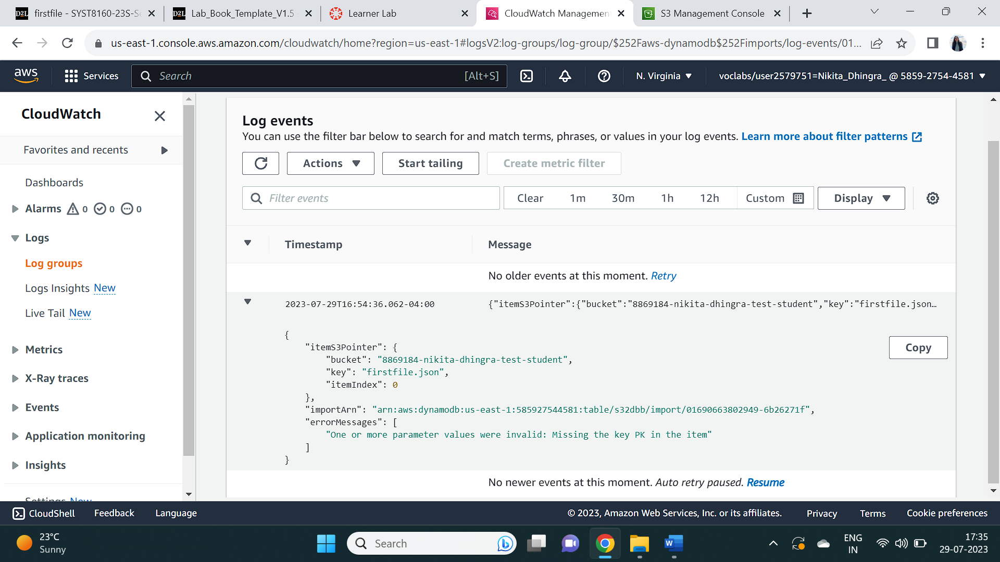 firstfile - SYST8160-23S-Se
Lab_Book_Template_V1.5
Learner Lab
CloudWatch Managemen
S3 Management Console
us-east-1.console.aws.amazon.com/cloudwatch/home?region=us-east-1#logsV2:log-groups/log-group/$252Faws-dynamodb$252Fimports/log-events/01...
aws
Services
Search
[Alt+S]
N. Virginia
voclabs/user2579751=Nikita_Dhingra_ @ 5859-2754-4581
CloudWatch
Favorites and recents
Dashboards
Alarms 0 0 0
Logs
Log groups
Logs Insights New
Live Tail New
Metrics
X-Ray traces
Events
Application monitoring
Insights
Settings New
Log events
You can use the filter bar below to search for and match terms, phrases, or values in your log events. Learn more about filter patterns
Actions
Start tailing
Create metric filter
Filter events
Clear 1m 30m 1h 12h Custom
Display
Timestamp Message
No older events at this moment. Retry
2023-07-29T16:54:36.062-04:00 {"itemS3Pointer":{"bucket":"8869184-nikita-dhingra-test-student","key":"firstfile.json…
{
"itemS3Pointer": {
"bucket": "8869184-nikita-dhingra-test-student",
"key": "firstfile.json",
"itemIndex": 0
},
"importArn": "arn:aws:dynamodb:us-east-1:585927544581:table/s32dbb/import/01690663802949-6b26271f",
"errorMessages": [
"One or more parameter values were invalid: Missing the key PK in the item"
]
}
Copy
No newer events at this moment. Auto retry paused. Resume
CloudShell Feedback Language
© 2023, Amazon Web Services, Inc. or its affiliates. Privacy Terms Cookie preferences
23°C
Sunny
Search
ENG
IN
17:35
29-07-2023